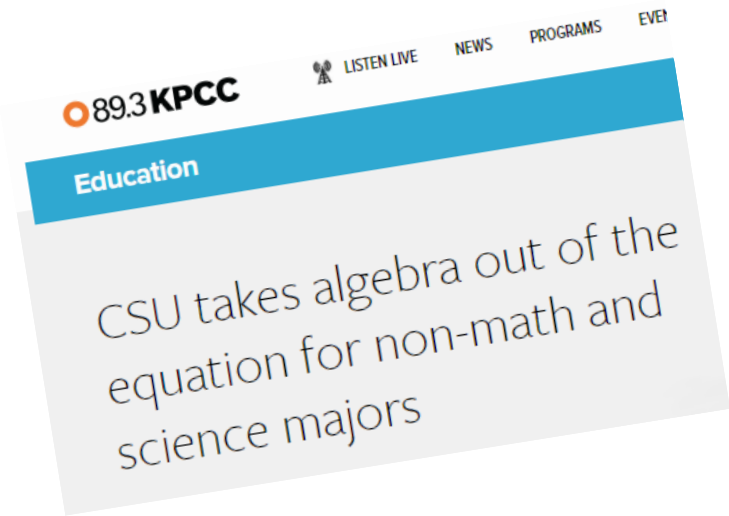 89.3 KPCC
LISTEN LIVE
NEWS
PROGRAMS
Education
CSU takes algebra out of the
equation for non-math and
science majors